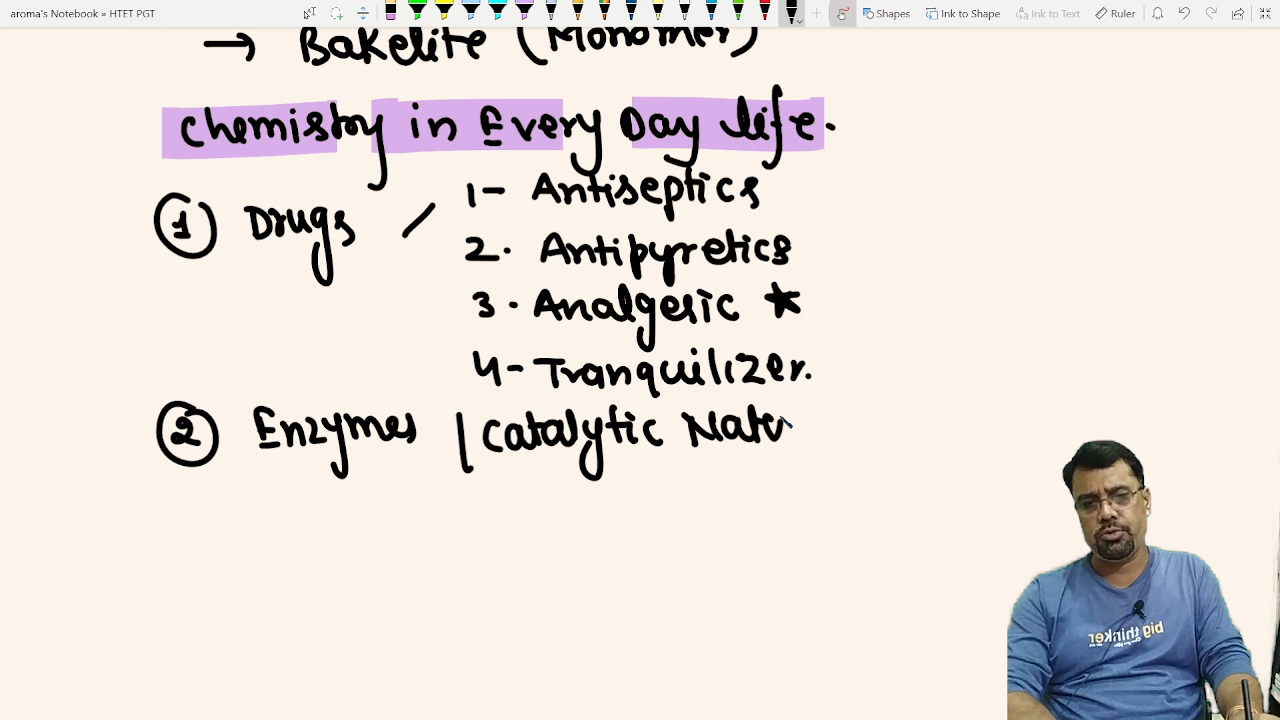 aroma's Notebook » HTET PGT
Shapes Ink to Shape Ink to Text Ruler
→ Bakelite (Monomer)
Chemistry in Every Day life.
① Drugs / 1- Antiseptics
2. Antipyretics
3. Analgesic ★
4- Tranquilizer.
② Enzymes | Catalytic Nate
big thinker